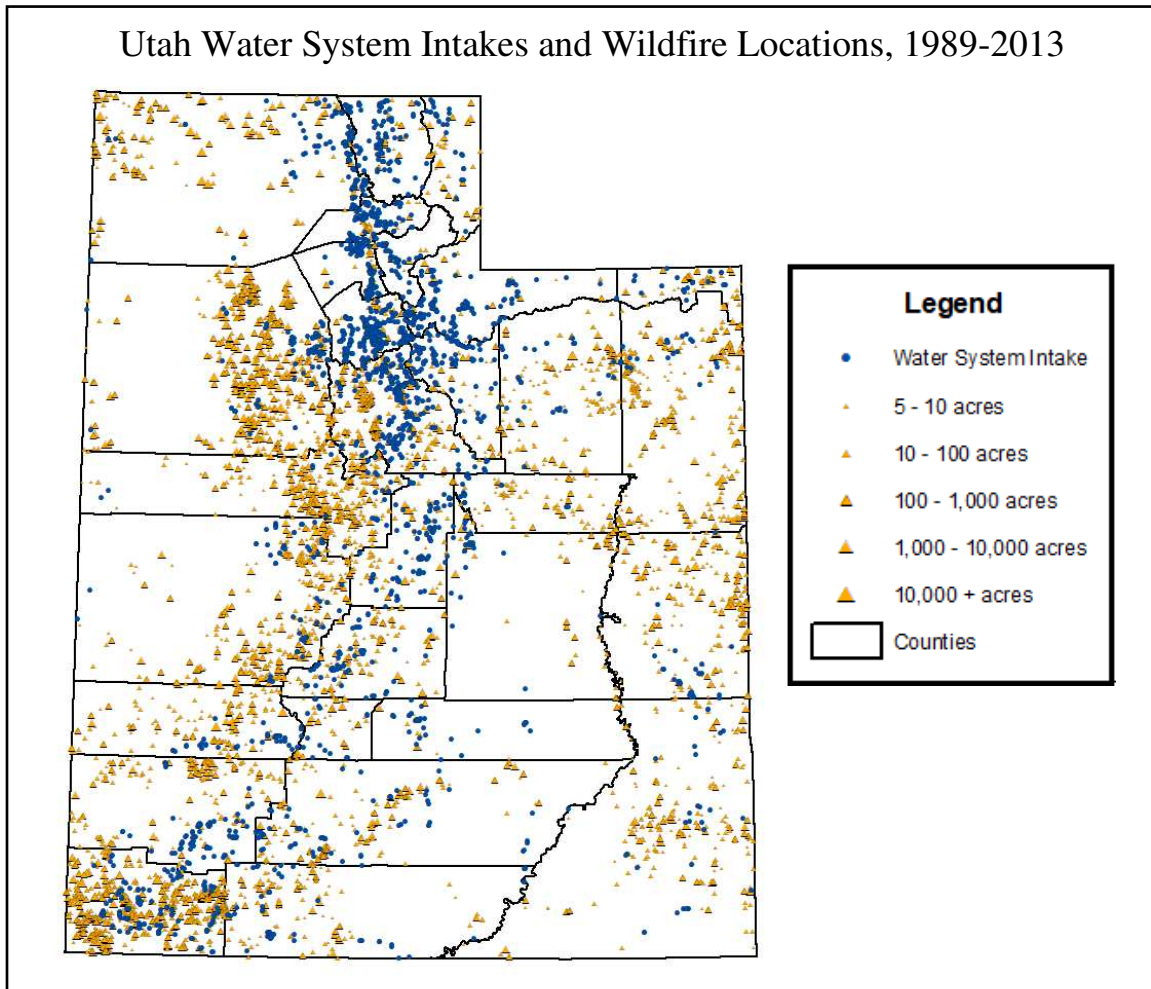 Utah Water System Intakes and Wildfire Locations, 1989-2013
Legend
Water System Intake
5 - 10 acres
10 - 100 acres
100 - 1,000 acres
1,000 - 10,000 acres
10,000 + acres
Counties